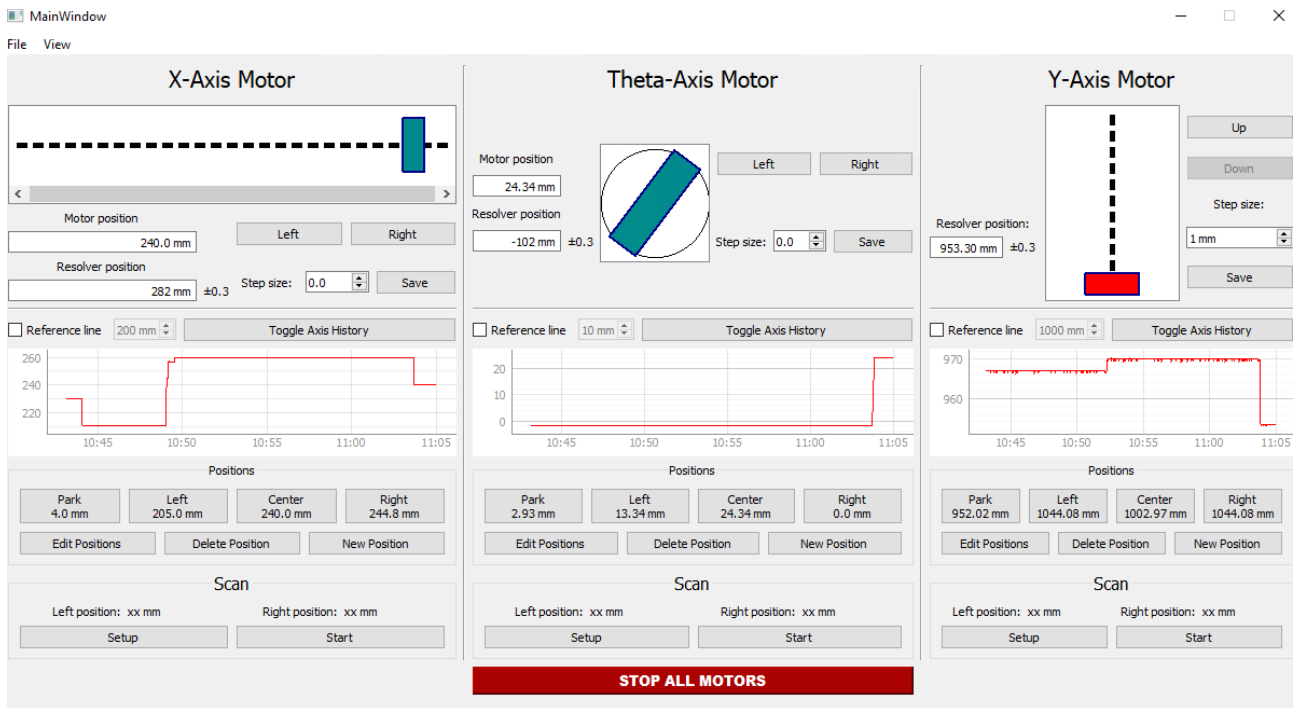 MainWindow
File View
X-Axis Motor
Motor position
240.0 mm
Left
Right
Resolver position
282 mm ±0.3
Step size: 0.0
Save
Reference line 200 mm Toggle Axis History
260
240
220
10:45 10:50 10:55 11:00 11:05
Positions
Park
4.0 mm
Left
205.0 mm
Center
240.0 mm
Right
244.8 mm
Edit Positions Delete Position New Position
Scan
Left position: xx mm Right position: xx mm
Setup Start
Theta-Axis Motor
Motor position
24.34 mm
Left
Right
Resolver position
-102 mm ±0.3
Step size: 0.0
Save
Reference line 10 mm Toggle Axis History
20
10
0
10:45 10:50 10:55 11:00 11:05
Positions
Park
2.93 mm
Left
13.34 mm
Center
24.34 mm
Right
0.0 mm
Edit Positions Delete Position New Position
Scan
Left position: xx mm Right position: xx mm
Setup Start
Y-Axis Motor
Up
Down
Step size:
1 mm
Resolver position:
953.30 mm ±0.3
Save
Reference line 1000 mm Toggle Axis History
970
960
10:45 10:50 10:55 11:00 11:05
Positions
Park
952.02 mm
Left
1044.08 mm
Center
1002.97 mm
Right
1044.08 mm
Edit Positions Delete Position New Position
Scan
Left position: xx mm Right position: xx mm
Setup Start
STOP ALL MOTORS